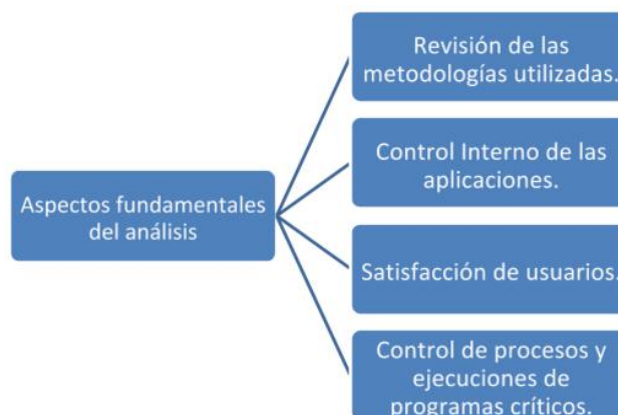 Aspectos fundamentales
del análisis
Revisión de las
metodologías utilizadas.
Control Interno de las
aplicaciones.
Satisfacción de usuarios.
Control de procesos y
ejecuciones de
programas críticos.